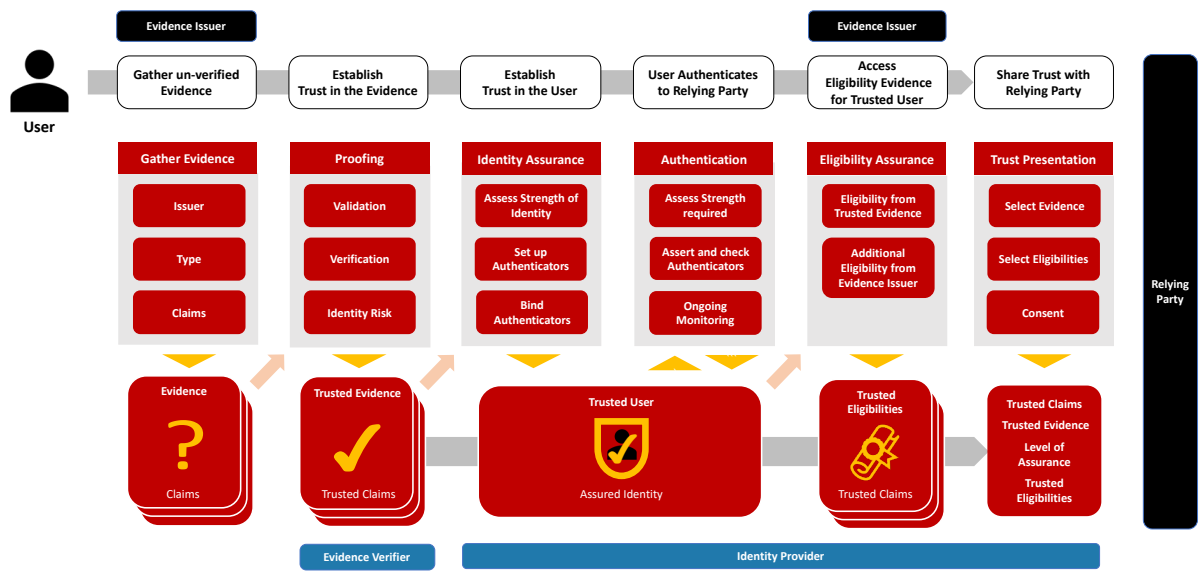 Evidence Issuer
Evidence Issuer
User
Gather un-verified
Evidence
Establish
Trust in the Evidence
Establish
Trust in the User
User Authenticates
to Relying Party
Access
Eligibility Evidence
for Trusted User
Share Trust with
Relying Party
Gather Evidence
Issuer
Type
Claims
Proofing
Validation
Verification
Identity Risk
Identity Assurance
Assess Strength of
Identity
Set up
Authenticators
Bind
Authenticators
Authentication
Assess Strength
required
Assert and check
Authenticators
Ongoing
Monitoring
Eligibility Assurance
Eligibility from
Trusted Evidence
Additional
Eligibility from
Evidence Issuer
Trust Presentation
Select Evidence
Select Eligibilities
Consent
Relying
Party
Evidence
?
Claims
Trusted Evidence
Trusted Claims
Trusted User
Assured Identity
Trusted
Eligibilities
Trusted Claims
Trusted Claims
Trusted Evidence
Level of
Assurance
Trusted
Eligibilities
Evidence Verifier
Identity Provider